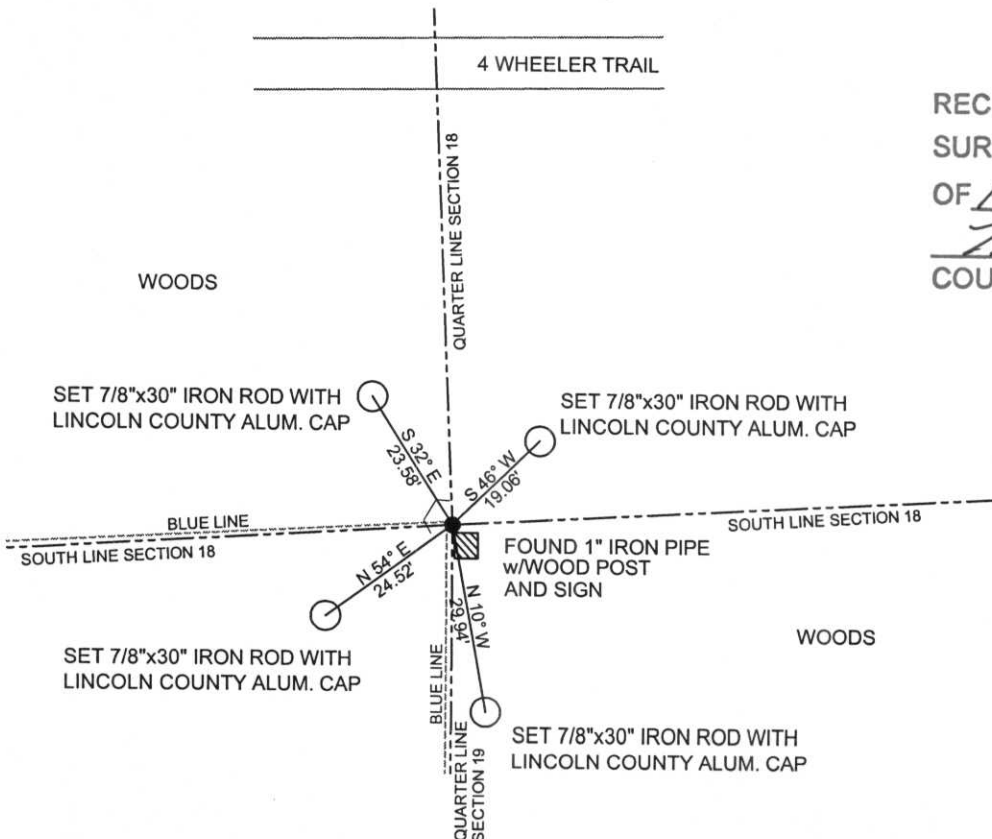 4 WHEELER TRAIL
REC
SUR
OF
COU
QUARTER LINE SECTION 18
WOODS
SET 7/8"x30" IRON ROD WITH
LINCOLN COUNTY ALUM. CAP
SET 7/8"x30" IRON ROD WITH
LINCOLN COUNTY ALUM. CAP
S 32° E
23.58'
S 46° W
19.06'
BLUE LINE
SOUTH LINE SECTION 18
SOUTH LINE SECTION 18
FOUND 1" IRON PIPE
w/WOOD POST
AND SIGN
N 54° E
24.52'
N 10° W
29.94'
WOODS
SET 7/8"x30" IRON ROD WITH
LINCOLN COUNTY ALUM. CAP
BLUE LINE
QUARTER LINE
SECTION 19
SET 7/8"x30" IRON ROD WITH
LINCOLN COUNTY ALUM. CAP